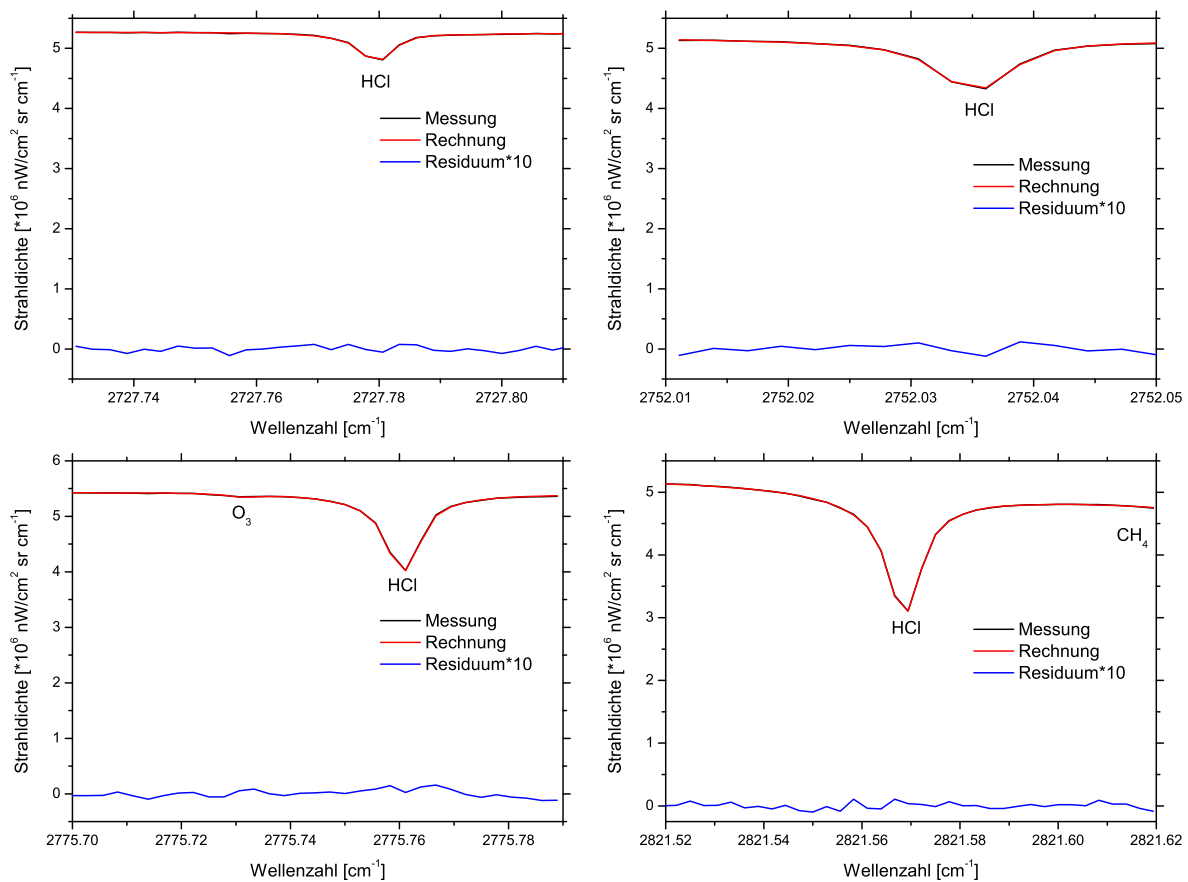 5
4
3
2
1
0
Strahldichte [*10⁶ nW/cm² sr cm⁻¹]
HCl
Messung
Rechnung
Residuum*10
2727.74 2727.76 2727.78 2727.80
Wellenzahl [cm⁻¹]
5
4
3
2
1
0
Strahldichte [*10⁶ nW/cm² sr cm⁻¹]
HCl
Messung
Rechnung
Residuum*10
2752.01 2752.02 2752.03 2752.04 2752.05
Wellenzahl [cm⁻¹]
6
5
4
3
2
1
0
Strahldichte [*10⁶ nW/cm² sr cm⁻¹]
O₃
HCl
Messung
Rechnung
Residuum*10
2775.70 2775.72 2775.74 2775.76 2775.78
Wellenzahl [cm⁻¹]
5
4
3
2
1
0
Strahldichte [*10⁶ nW/cm² sr cm⁻¹]
CH₄
HCl
Messung
Rechnung
Residuum*10
2821.52 2821.54 2821.56 2821.58 2821.60 2821.62
Wellenzahl [cm⁻¹]